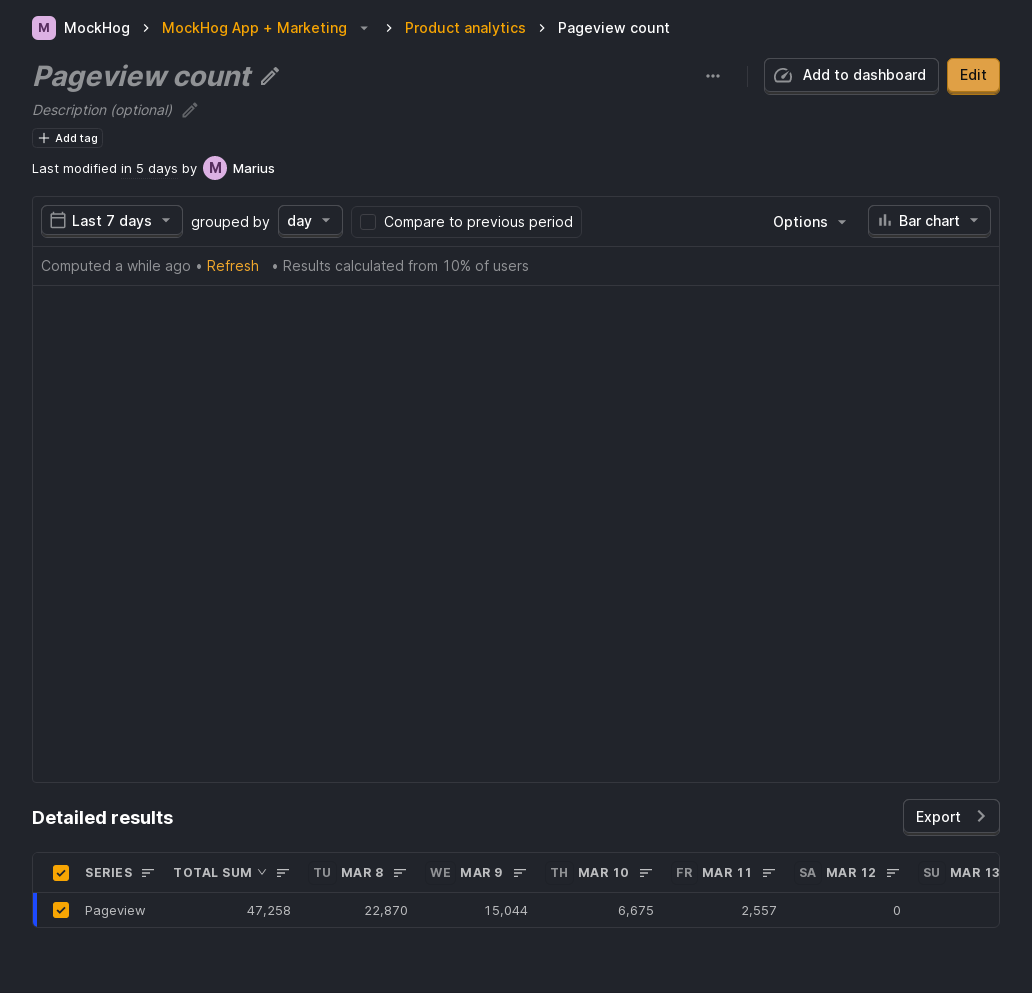 M MockHog MockHog App + Marketing Product analytics Pageview count
Pageview count
Add to dashboard Edit
Description (optional)
Add tag
Last modified in 5 days by M Marius
Last 7 days grouped by day Compare to previous period Options Bar chart
Computed a while ago • Refresh • Results calculated from 10% of users
Detailed results Export
SERIES TOTAL SUM TU MAR 8 WE MAR 9 TH MAR 10 FR MAR 11 SA MAR 12 SU MAR 13
Pageview 47,258 22,870 15,044 6,675 2,557 0